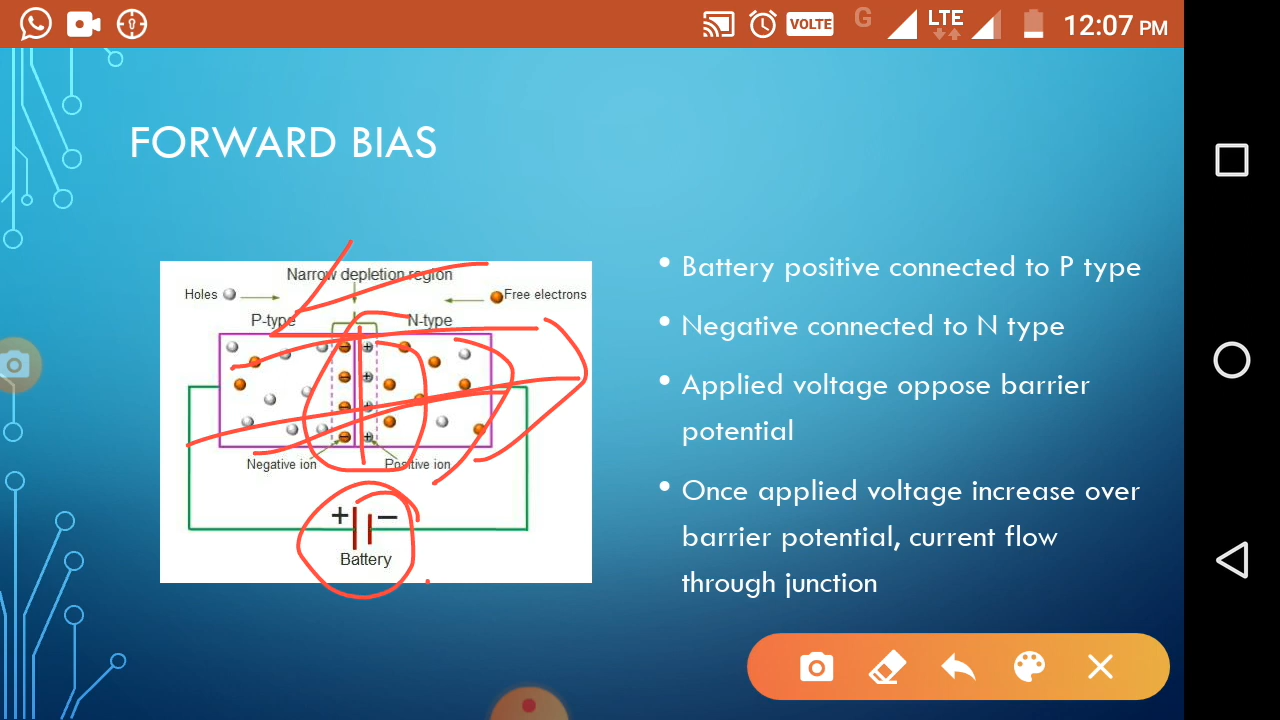 VOLTE G LTE 12:07 PM
FORWARD BIAS
Narrow depletion region
Holes
Free electrons
P-type
N-type
Negative ion
Positive ion
+ −
Battery
• Battery positive connected to P type
• Negative connected to N type
• Applied voltage oppose barrier
potential
• Once applied voltage increase over
barrier potential, current flow
through junction